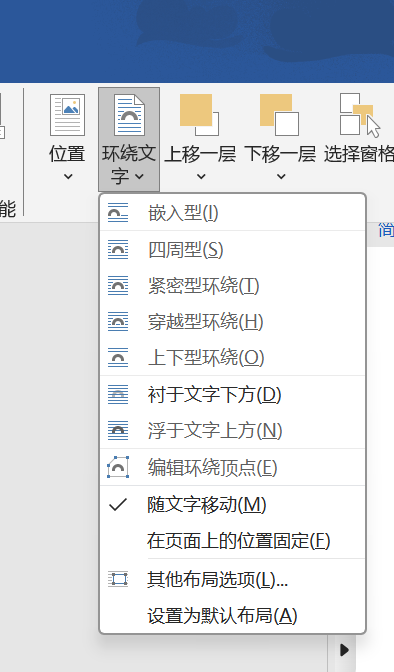 位置
环绕文
字
上移一层
下移一层
选择窗格
能
简
嵌入型(I)
四周型(S)
紧密型环绕(T)
穿越型环绕(H)
上下型环绕(O)
衬于文字下方(D)
浮于文字上方(N)
编辑环绕顶点(E)
随文字移动(M)
在页面上的位置固定(F)
其他布局选项(L)...
设置为默认布局(A)